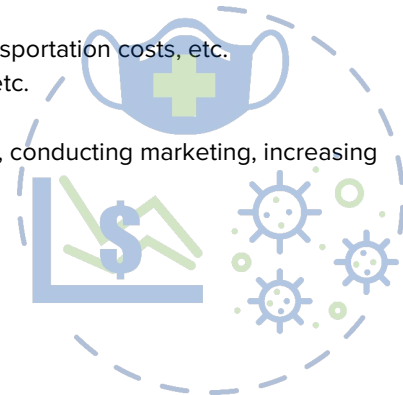 sportation costs, etc.
etc.
, conducting marketing, increasing
$